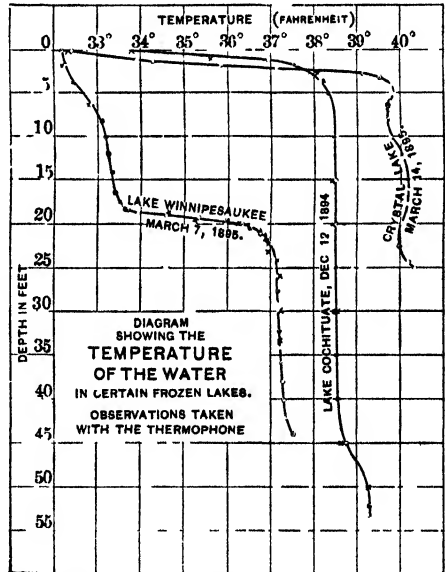 TEMPERATURE (FAHRENHEIT)
0 33° 34° 35° 36° 37° 38° 39° 40°
5
10
15
20
25
30
35
40
45
50
55
DEPTH IN FEET
LAKE WINNIPESAUKEE
MARCH 7, 1895.
LAKE COCHITUATE, DEC 12, 1894
CRYSTAL LAKE
MARCH 14, 1895.
DIAGRAM
SHOWING THE
TEMPERATURE
OF THE WATER
IN CERTAIN FROZEN LAKES.
OBSERVATIONS TAKEN
WITH THE THERMOPHONE